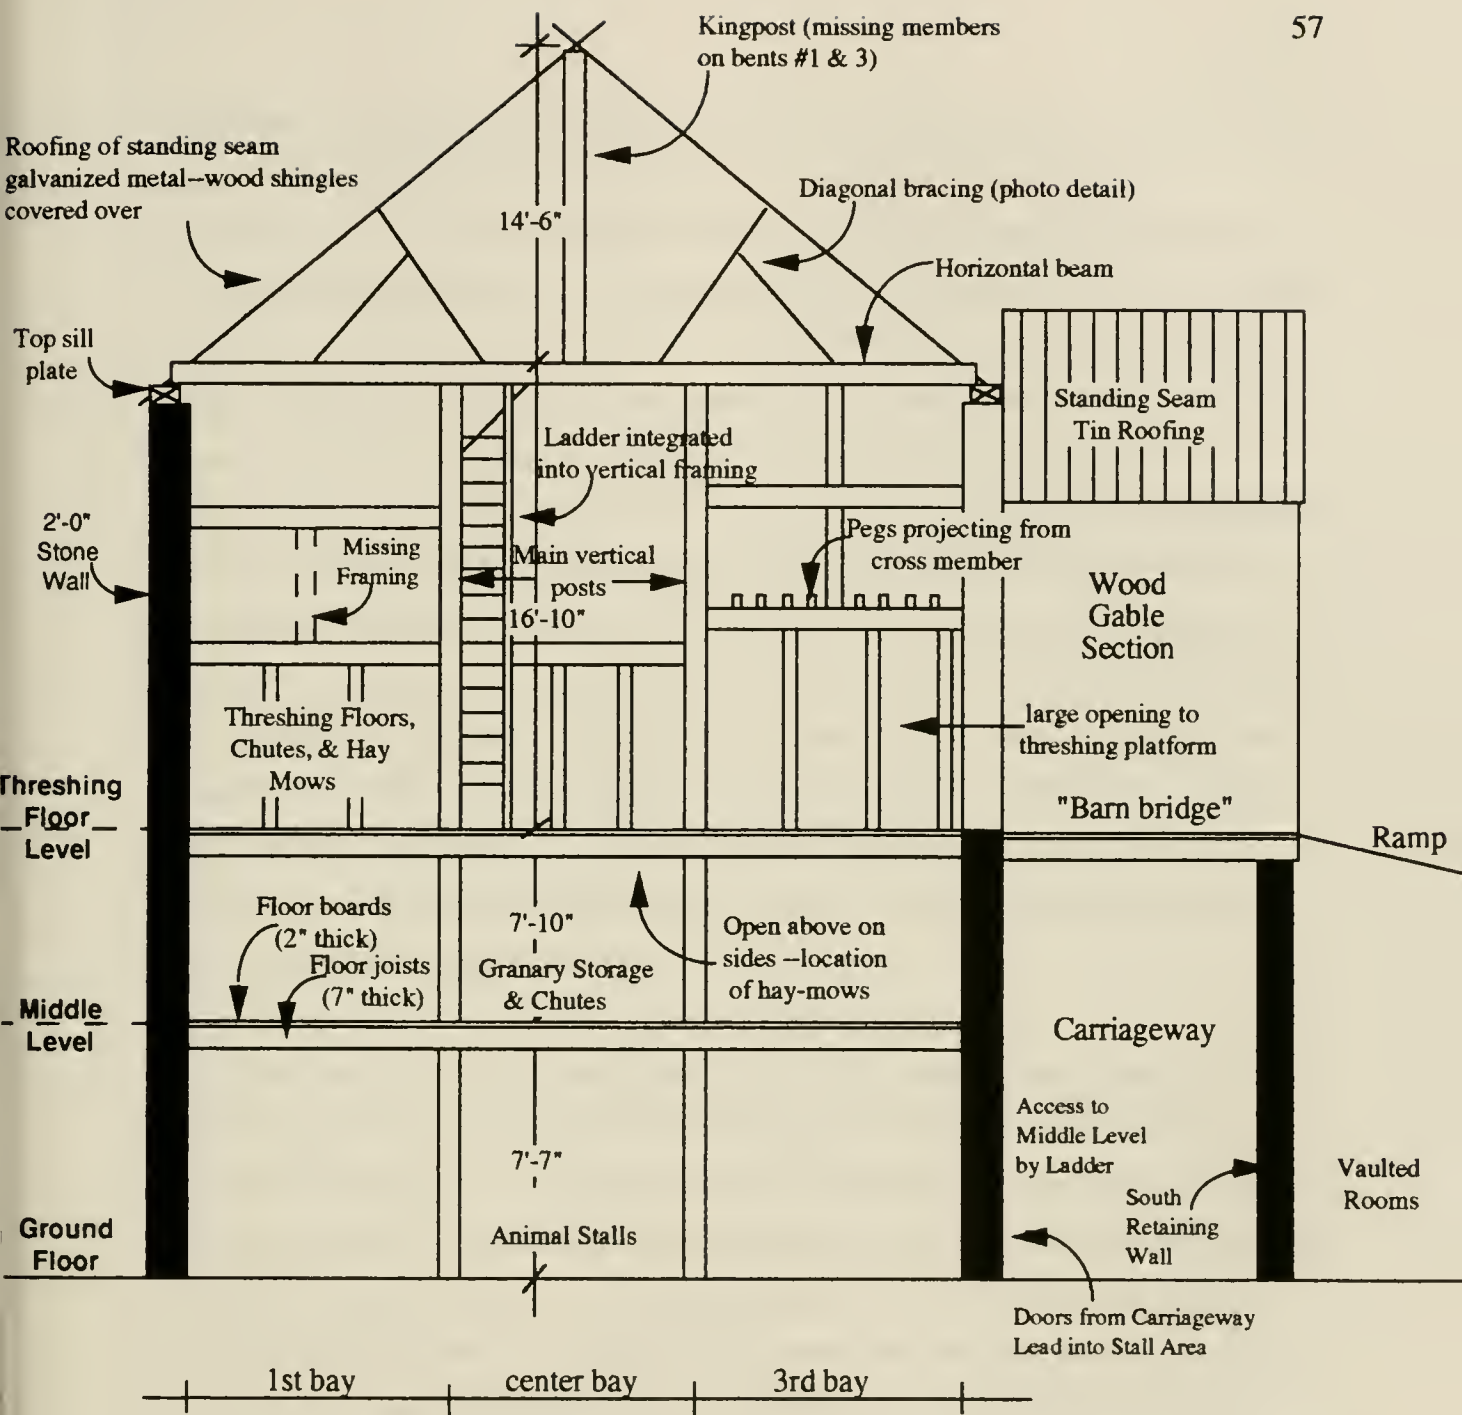 57
Kingpost (missing members
on bents #1 & 3)
Roofing of standing seam
galvanized metal--wood shingles
covered over
14'-6"
Diagonal bracing (photo detail)
Horizontal beam
Top sill
plate
Standing Seam
Tin Roofing
Ladder integrated
into vertical framing
2'-0"
Stone
Wall
Missing
Framing
Main vertical
posts
16'-10"
Pegs projecting from
cross member
Wood
Gable
Section
Threshing Floors,
Chutes, & Hay
Mows
large opening to
threshing platform
Threshing
Floor
Level
"Barn bridge"
Ramp
Floor boards
(2" thick)
Floor joists
(7" thick)
7'-10"
Granary Storage
& Chutes
Open above on
sides --location
of hay-mows
Middle
Level
Carriageway
Access to
Middle Level
by Ladder
7'-7"
South
Retaining
Wall
Vaulted
Rooms
Ground
Floor
Animal Stalls
Doors from Carriageway
Lead into Stall Area
1st bay
center bay
3rd bay